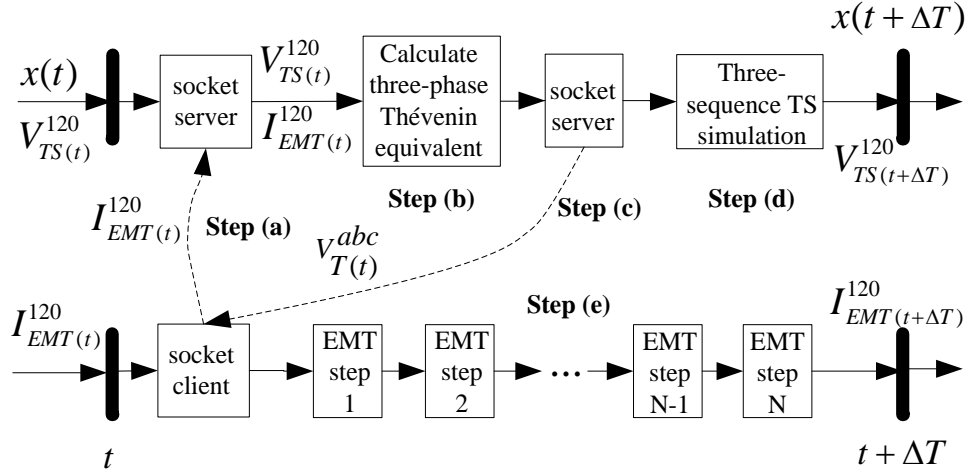 x(t)
V^{120}_{TS(t)}
socket
server
V^{120}_{TS(t)}
I^{120}_{EMT(t)}
Calculate
three-phase
Thévenin
equivalent
socket
server
Three-
sequence TS
simulation
x(t + ΔT)
V^{120}_{TS(t+ΔT)}
I^{120}_{EMT(t)}
Step (a)
Step (b)
Step (c)
Step (d)
V^{abc}_{T(t)}
Step (e)
I^{120}_{EMT(t)}
socket
client
EMT
step
1
EMT
step
2
...
EMT
step
N-1
EMT
step
N
I^{120}_{EMT(t+ΔT)}
t
t + ΔT